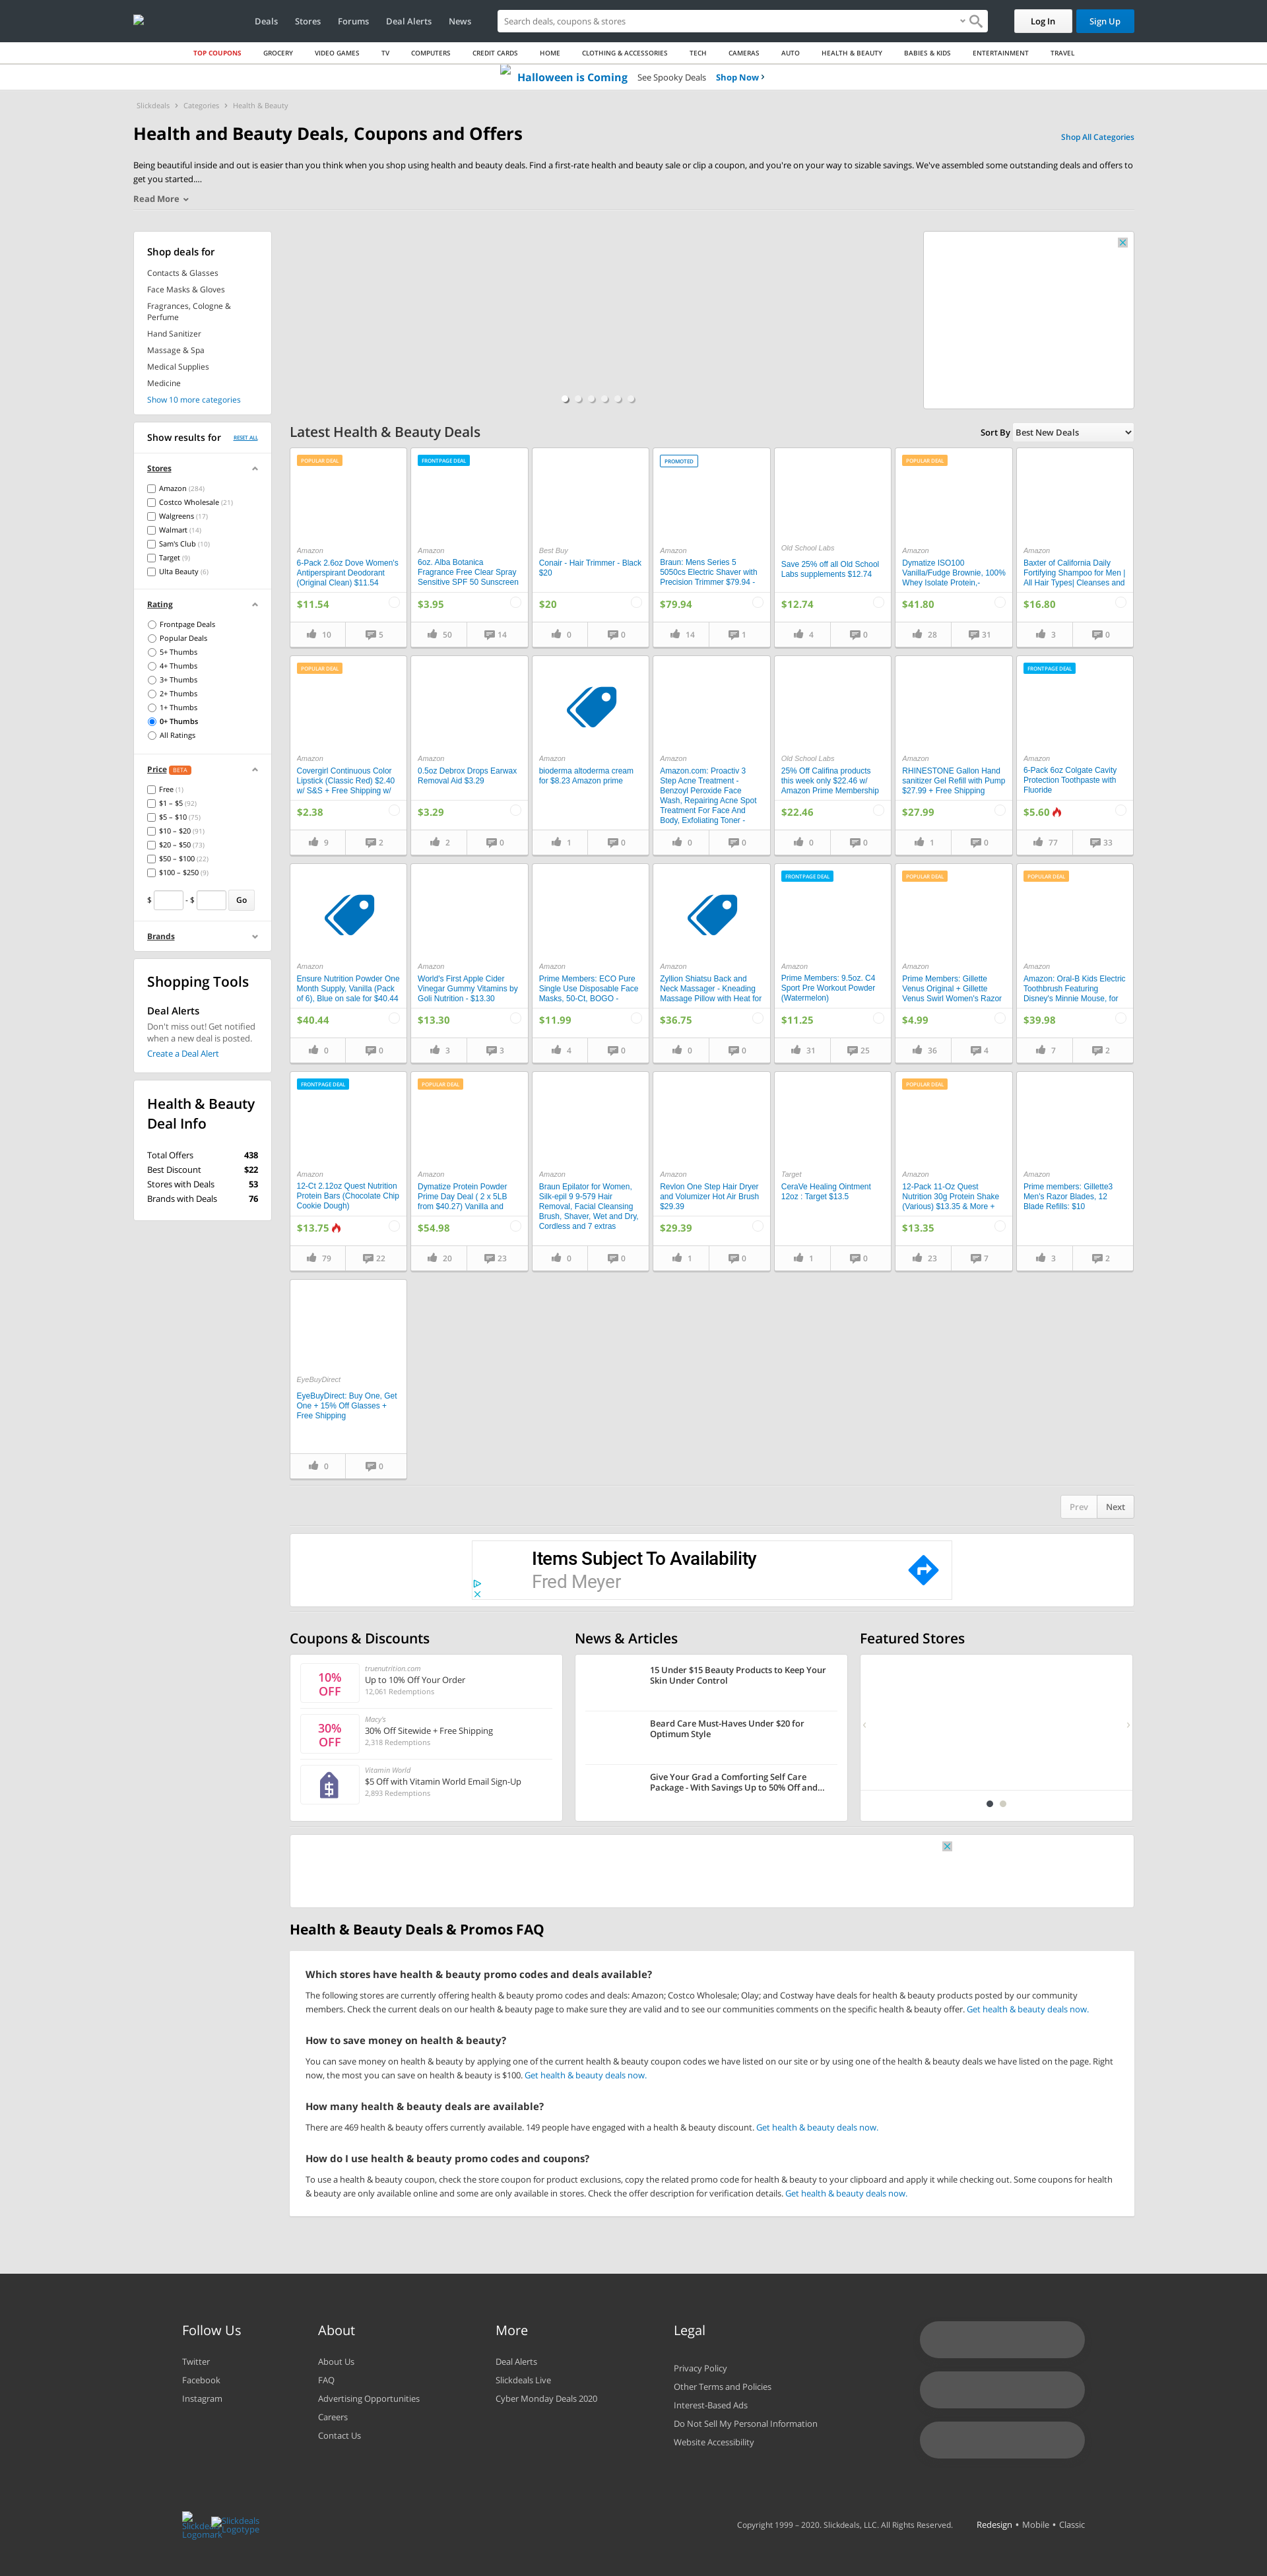 Deals Stores Forums Deal Alerts News
Search deals, coupons & stores
Log In
Sign Up
TOP COUPONS GROCERY VIDEO GAMES TV COMPUTERS CREDIT CARDS HOME CLOTHING & ACCESSORIES TECH CAMERAS AUTO HEALTH & BEAUTY BABIES & KIDS ENTERTAINMENT TRAVEL
Halloween is Coming See Spooky Deals Shop Now
Slickdeals > Categories > Health & Beauty
Health and Beauty Deals, Coupons and Offers
Shop All Categories
Being beautiful inside and out is easier than you think when you shop using health and beauty deals. Find a first-rate health and beauty sale or clip a coupon, and you're on your way to sizable savings. We've assembled some outstanding deals and offers to
get you started....
Read More
Shop deals for
Contacts & Glasses
Face Masks & Gloves
Fragrances, Cologne &
Perfume
Hand Sanitizer
Massage & Spa
Medical Supplies
Medicine
Show 10 more categories
Show results for RESET ALL
Stores
Amazon (284)
Costco Wholesale (21)
Walgreens (17)
Walmart (14)
Sam's Club (10)
Target (9)
Ulta Beauty (6)
Rating
Frontpage Deals
Popular Deals
5+ Thumbs
4+ Thumbs
3+ Thumbs
2+ Thumbs
1+ Thumbs
0+ Thumbs
All Ratings
Price BETA
Free (1)
$1 – $5 (92)
$5 – $10 (75)
$10 – $20 (91)
$20 – $50 (73)
$50 – $100 (22)
$100 – $250 (9)
$ - $ Go
Brands
Shopping Tools
Deal Alerts
Don't miss out! Get notified
when a new deal is posted.
Create a Deal Alert
Health & Beauty
Deal Info
Total Offers 438
Best Discount $22
Stores with Deals 53
Brands with Deals 76
Latest Health & Beauty Deals
Sort By Best New Deals
POPULAR DEAL
Amazon
6-Pack 2.6oz Dove Women's
Antiperspirant Deodorant
(Original Clean) $11.54
$11.54
10 5
FRONTPAGE DEAL
Amazon
6oz. Alba Botanica
Fragrance Free Clear Spray
Sensitive SPF 50 Sunscreen
$3.95
50 14
Best Buy
Conair - Hair Trimmer - Black
$20
$20
0 0
PROMOTED
Amazon
Braun: Mens Series 5
5050cs Electric Shaver with
Precision Trimmer $79.94 -
$79.94
14 1
Old School Labs
Save 25% off all Old School
Labs supplements $12.74
$12.74
4 0
POPULAR DEAL
Amazon
Dymatize ISO100
Vanilla/Fudge Brownie, 100%
Whey Isolate Protein,-
$41.80
28 31
Amazon
Baxter of California Daily
Fortifying Shampoo for Men |
All Hair Types| Cleanses and
$16.80
3 0
POPULAR DEAL
Amazon
Covergirl Continuous Color
Lipstick (Classic Red) $2.40
w/ S&S + Free Shipping w/
$2.38
9 2
Amazon
0.5oz Debrox Drops Earwax
Removal Aid $3.29
$3.29
2 0
Amazon
bioderma altoderma cream
for $8.23 Amazon prime
1 0
Amazon
Amazon.com: Proactiv 3
Step Acne Treatment -
Benzoyl Peroxide Face
Wash, Repairing Acne Spot
Treatment For Face And
Body, Exfoliating Toner -
0 0
Old School Labs
25% Off Califina products
this week only $22.46 w/
Amazon Prime Membership
$22.46
0 0
Amazon
RHINESTONE Gallon Hand
sanitizer Gel Refill with Pump
$27.99 + Free Shipping
$27.99
1 0
FRONTPAGE DEAL
Amazon
6-Pack 6oz Colgate Cavity
Protection Toothpaste with
Fluoride
$5.60
77 33
Amazon
Ensure Nutrition Powder One
Month Supply, Vanilla (Pack
of 6), Blue on sale for $40.44
$40.44
0 0
Amazon
World's First Apple Cider
Vinegar Gummy Vitamins by
Goli Nutrition - $13.30
$13.30
3 3
Amazon
Prime Members: ECO Pure
Single Use Disposable Face
Masks, 50-Ct, BOGO -
$11.99
4 0
Amazon
Zyllion Shiatsu Back and
Neck Massager - Kneading
Massage Pillow with Heat for
$36.75
0 0
FRONTPAGE DEAL
Amazon
Prime Members: 9.5oz. C4
Sport Pre Workout Powder
(Watermelon)
$11.25
31 25
POPULAR DEAL
Amazon
Prime Members: Gillette
Venus Original + Gillette
Venus Swirl Women's Razor
$4.99
36 4
POPULAR DEAL
Amazon
Amazon: Oral-B Kids Electric
Toothbrush Featuring
Disney's Minnie Mouse, for
$39.98
7 2
FRONTPAGE DEAL
Amazon
12-Ct 2.12oz Quest Nutrition
Protein Bars (Chocolate Chip
Cookie Dough)
$13.75
79 22
POPULAR DEAL
Amazon
Dymatize Protein Powder
Prime Day Deal ( 2 x 5LB
from $40.27) Vanilla and
$54.98
20 23
Amazon
Braun Epilator for Women,
Silk-epil 9 9-579 Hair
Removal, Facial Cleansing
Brush, Shaver, Wet and Dry,
Cordless and 7 extras
0 0
Amazon
Revlon One Step Hair Dryer
and Volumizer Hot Air Brush
$29.39
$29.39
1 0
Target
CeraVe Healing Ointment
12oz : Target $13.5
1 0
POPULAR DEAL
Amazon
12-Pack 11-Oz Quest
Nutrition 30g Protein Shake
(Various) $13.35 & More +
$13.35
23 7
Amazon
Prime members: Gillette3
Men's Razor Blades, 12
Blade Refills: $10
3 2
EyeBuyDirect
EyeBuyDirect: Buy One, Get
One + 15% Off Glasses +
Free Shipping
0 0
Prev Next
Items Subject To Availability
Fred Meyer
Coupons & Discounts
10%
OFF
truenutrition.com
Up to 10% Off Your Order
12,061 Redemptions
30%
OFF
Macy's
30% Off Sitewide + Free Shipping
2,318 Redemptions
Vitamin World
$5 Off with Vitamin World Email Sign-Up
2,893 Redemptions
News & Articles
15 Under $15 Beauty Products to Keep Your
Skin Under Control
Beard Care Must-Haves Under $20 for
Optimum Style
Give Your Grad a Comforting Self Care
Package - With Savings Up to 50% Off and...
Featured Stores
Health & Beauty Deals & Promos FAQ
Which stores have health & beauty promo codes and deals available?
The following stores are currently offering health & beauty promo codes and deals: Amazon; Costco Wholesale; Olay; and Costway have deals for health & beauty products posted by our community
members. Check the current deals on our health & beauty page to make sure they are valid and to see our communities comments on the specific health & beauty offer. Get health & beauty deals now.
How to save money on health & beauty?
You can save money on health & beauty by applying one of the current health & beauty coupon codes we have listed on our site or by using one of the health & beauty deals we have listed on the page. Right
now, the most you can save on health & beauty is $100. Get health & beauty deals now.
How many health & beauty deals are available?
There are 469 health & beauty offers currently available. 149 people have engaged with a health & beauty discount. Get health & beauty deals now.
How do I use health & beauty promo codes and coupons?
To use a health & beauty coupon, check the store coupon for product exclusions, copy the related promo code for health & beauty to your clipboard and apply it while checking out. Some coupons for health
& beauty are only available online and some are only available in stores. Check the offer description for verification details. Get health & beauty deals now.
Follow Us
Twitter
Facebook
Instagram
About
About Us
FAQ
Advertising Opportunities
Careers
Contact Us
More
Deal Alerts
Slickdeals Live
Cyber Monday Deals 2020
Legal
Privacy Policy
Other Terms and Policies
Interest-Based Ads
Do Not Sell My Personal Information
Website Accessibility
Slickdeals
Logomark
Slickdeals
Logotype
Copyright 1999 – 2020. Slickdeals, LLC. All Rights Reserved. Redesign • Mobile • Classic